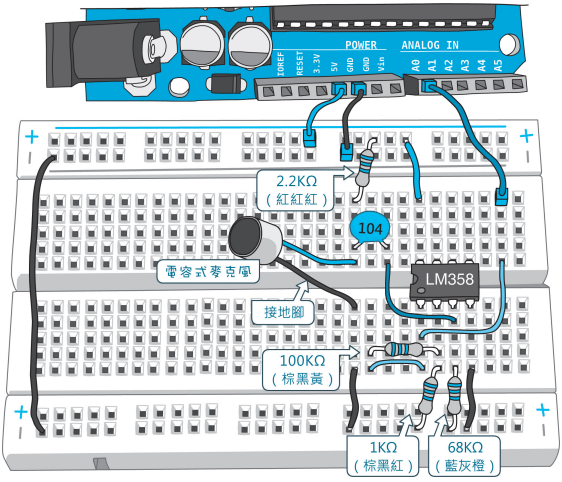 POWER
ANALOG IN
IOREF
RESET
3.3V
5V
GND
GND
Vin
A0
A1
A2
A3
A4
A5
+
+
−
−
2.2KΩ
(紅紅紅)
104
電容式麥克風
LM358
接地腳
100KΩ
(棕黑黃)
+
+
−
−
1KΩ
(棕黑紅)
68KΩ
(藍灰橙)